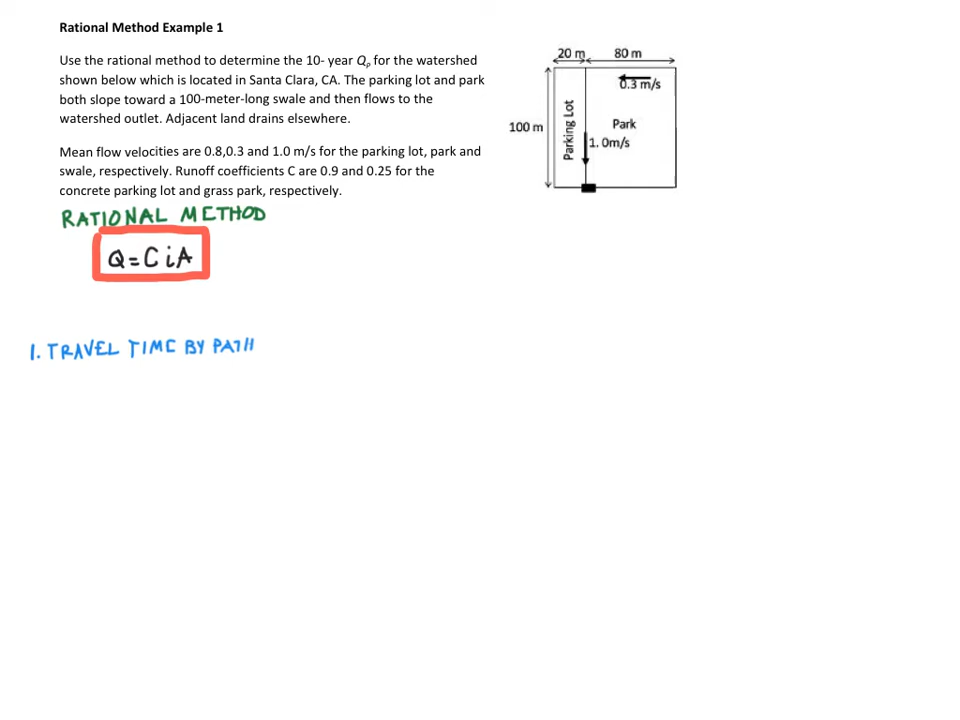 Rational Method Example 1
Use the rational method to determine the 10- year Qp for the watershed
shown below which is located in Santa Clara, CA. The parking lot and park
both slope toward a 100-meter-long swale and then flows to the
watershed outlet. Adjacent land drains elsewhere.
Mean flow velocities are 0.8,0.3 and 1.0 m/s for the parking lot, park and
swale, respectively. Runoff coefficients C are 0.9 and 0.25 for the
concrete parking lot and grass park, respectively.
20 m
80 m
0.3 m/s
100 m
Parking Lot
Park
1. 0m/s
RATIONAL METHOD
Q=CiA
1. TRAVEL TIME BY PATH